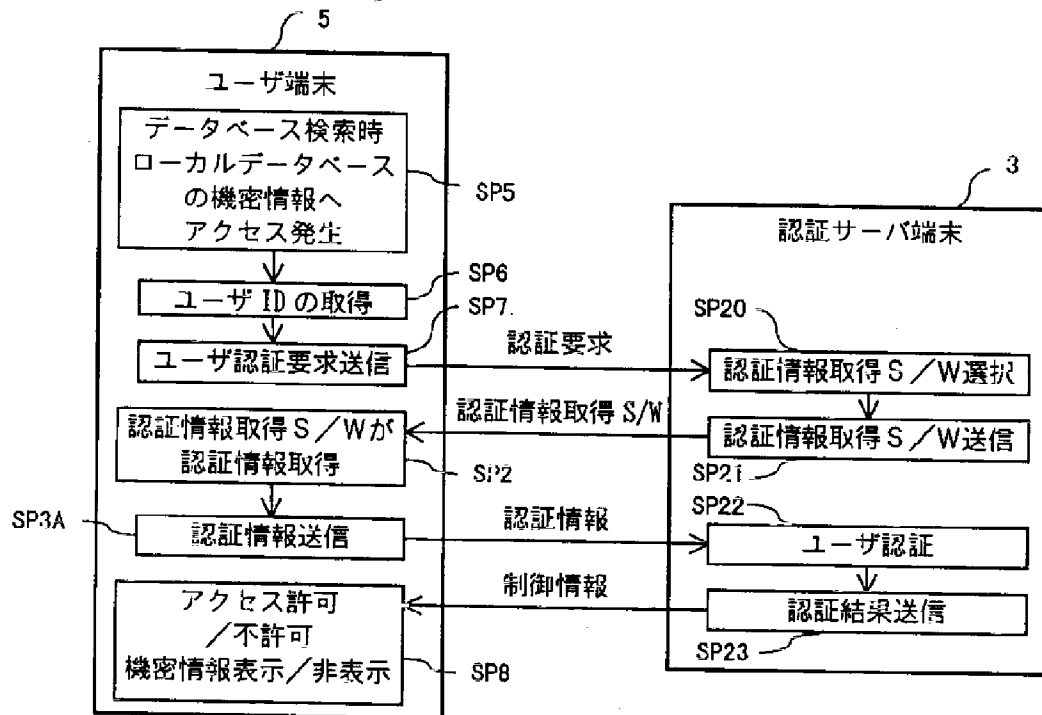 5
ユーザ端末
データベース検索時
ローカルデータベース
の機密情報へ
アクセス発生
SP5
SP6
ユーザIDの取得
SP7.
ユーザ認証要求送信
認証要求
3
認証サーバ端末
SP20
認証情報取得S／W選択
認証情報取得S/W
認証情報取得S／W送信
SP21
認証情報取得S／Wが
認証情報取得
SP2
SP3A
認証情報送信
認証情報
SP22
ユーザ認証
制御情報
認証結果送信
SP23
アクセス許可
／不許可
機密情報表示／非表示
SP8